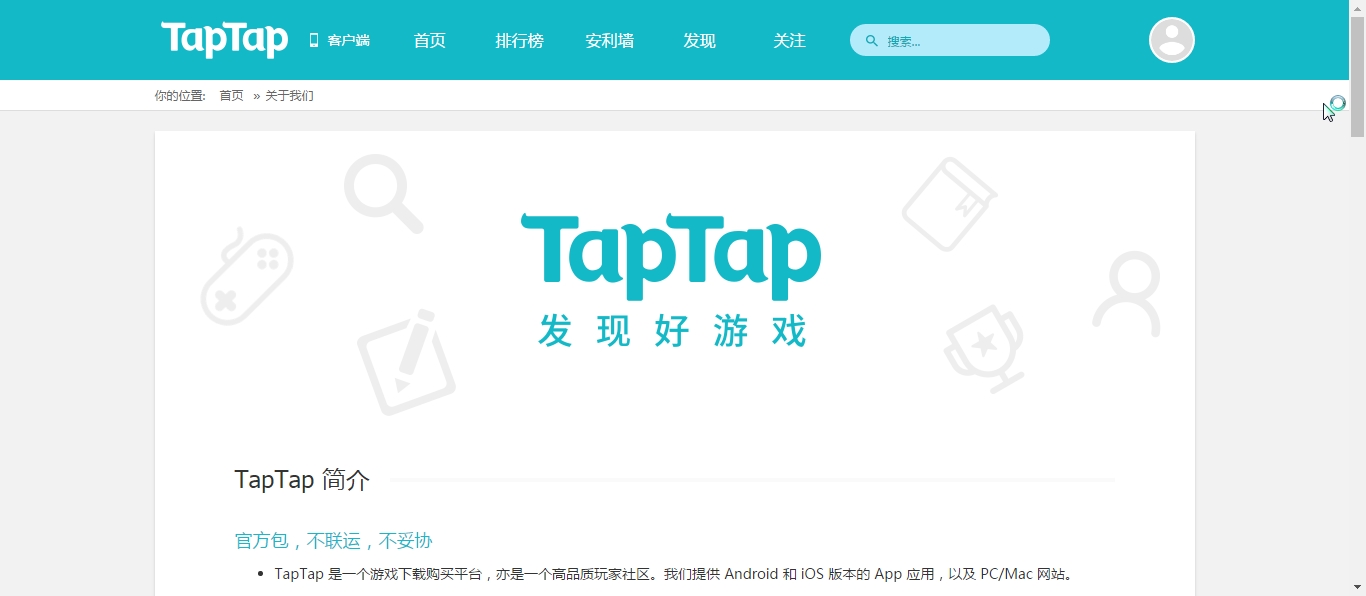 TapTap 客户端 首页 排行榜 安利墙 发现 关注 搜索...
你的位置: 首页 » 关于我们
TapTap
发现好游戏
TapTap 简介
官方包，不联运，不妥协
• TapTap 是一个游戏下载购买平台，亦是一个高品质玩家社区。我们提供 Android 和 iOS 版本的 App 应用，以及 PC/Mac 网站。